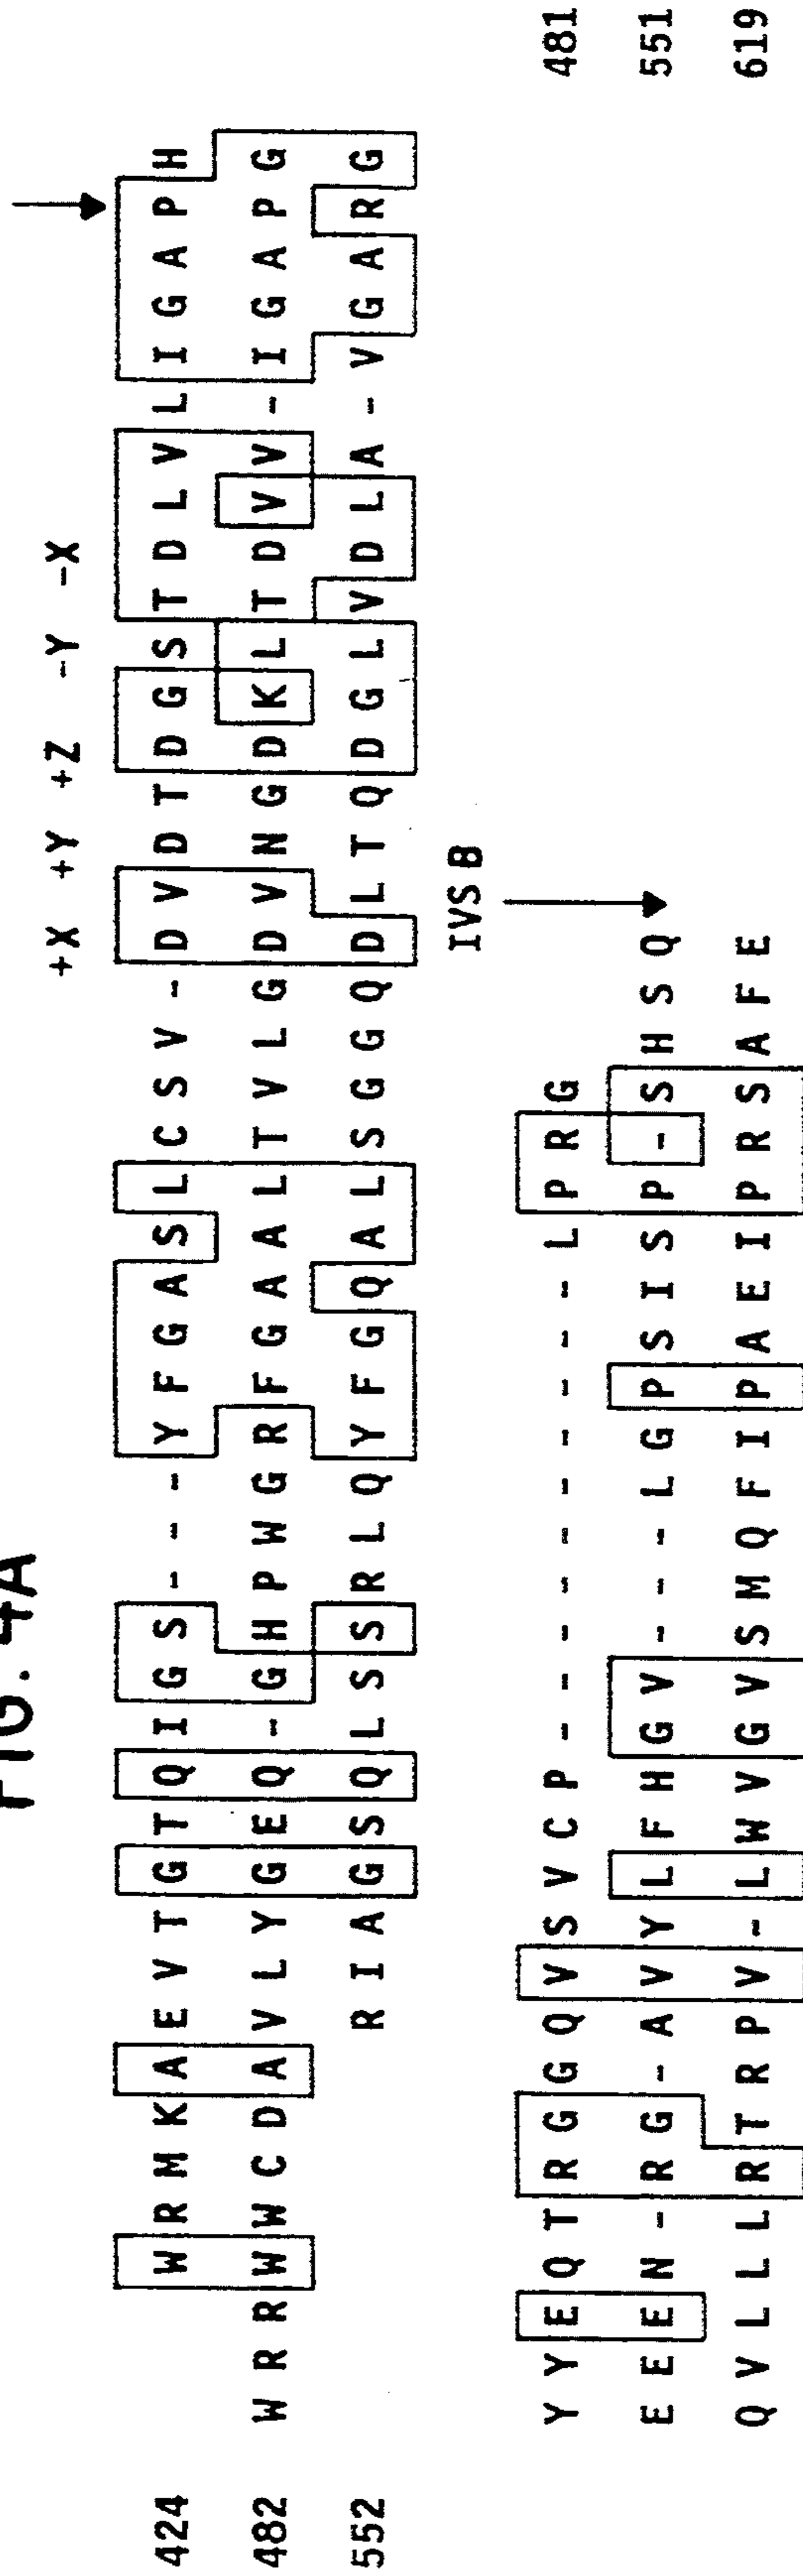 FIG. 4A
+X +Y +Z -Y -X
424 W R M K A E V T G T Q I G S - - - Y F G A S L C S V - D V D T D G S T D L V L I G A P H
482 W R R W W C D A V L Y G E Q - G H P W G R F G A A L T V L G D V N G D K L T D V V - I G A P G
552 R I A G S Q L S S R L Q Y F G Q A L S G G Q D L T Q D G L V D L A - V G A R G
IVS B
Y Y E Q T R G G Q V S V C P - - - - - - - - - - L P R G 481
E E E N - R G - A V Y L F H G V - - - L G P S I S P - S H S Q 551
Q V L L L R T R P V - L W V G V S M Q F I P A E I P R S A F E 619